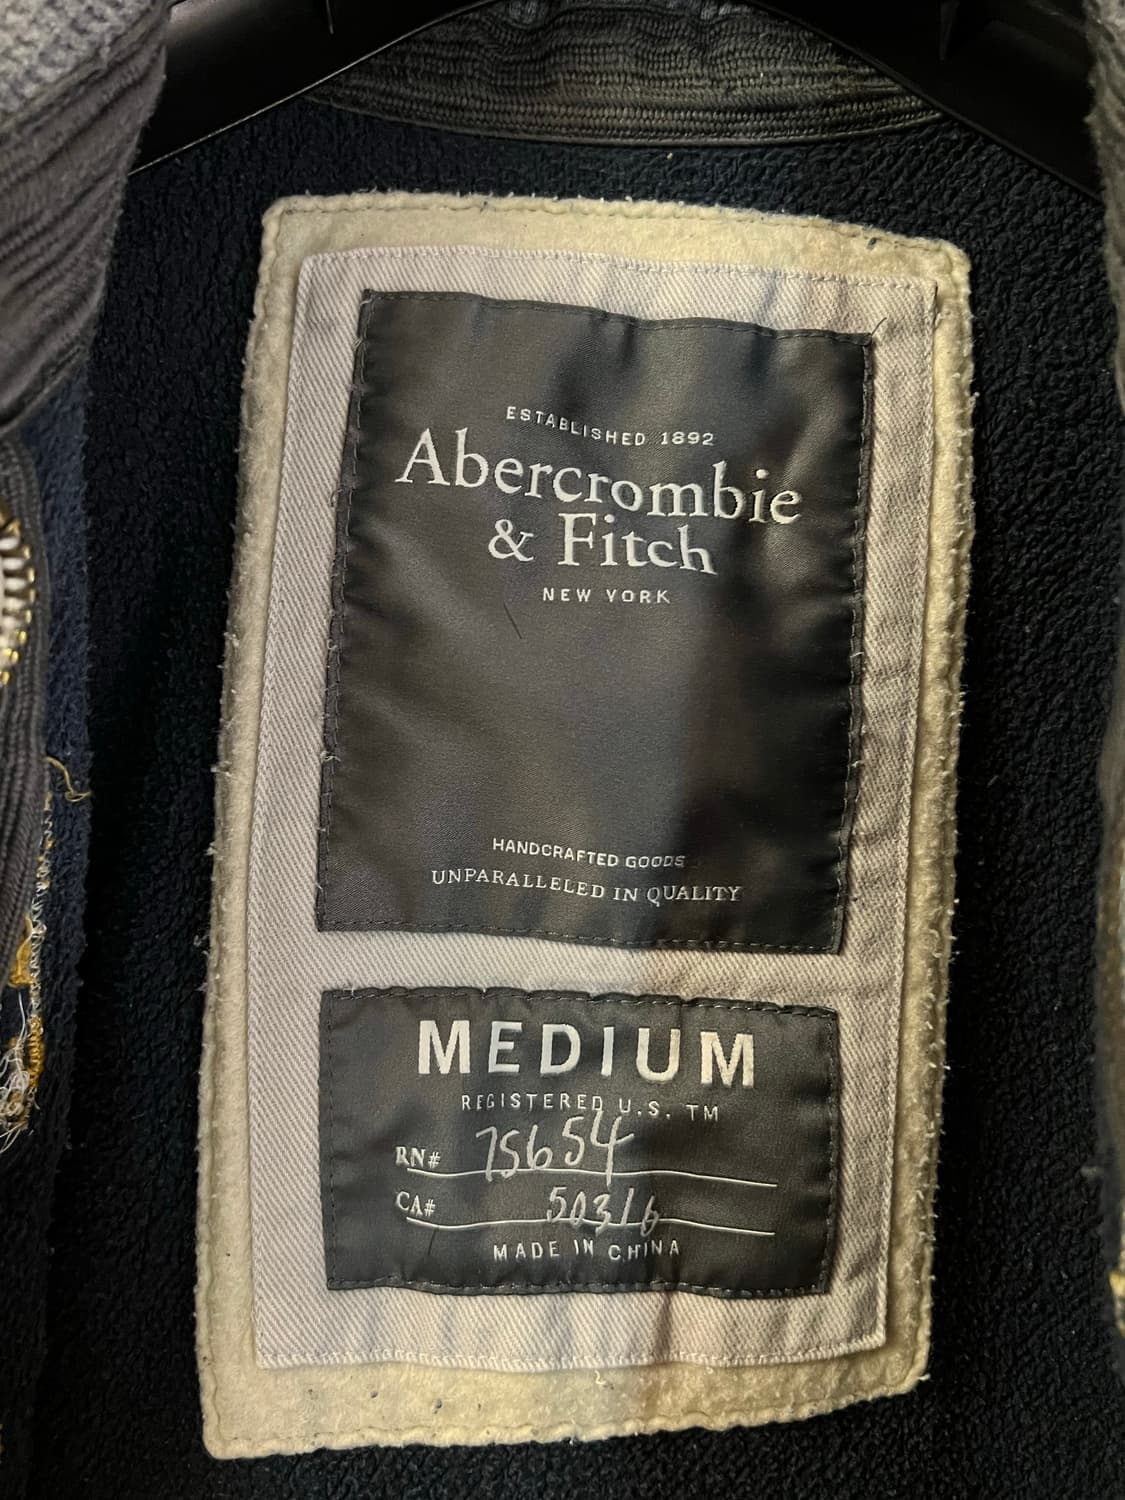 ESTABLISHED 1892
Abercrombie
& Fitch
NEW YORK
HANDCRAFTED GOODS
UNPARALLELED IN QUALITY
MEDIUM
REGISTERED U.S. TM
RN# 75654
CA# 50316
MADE IN CHINA